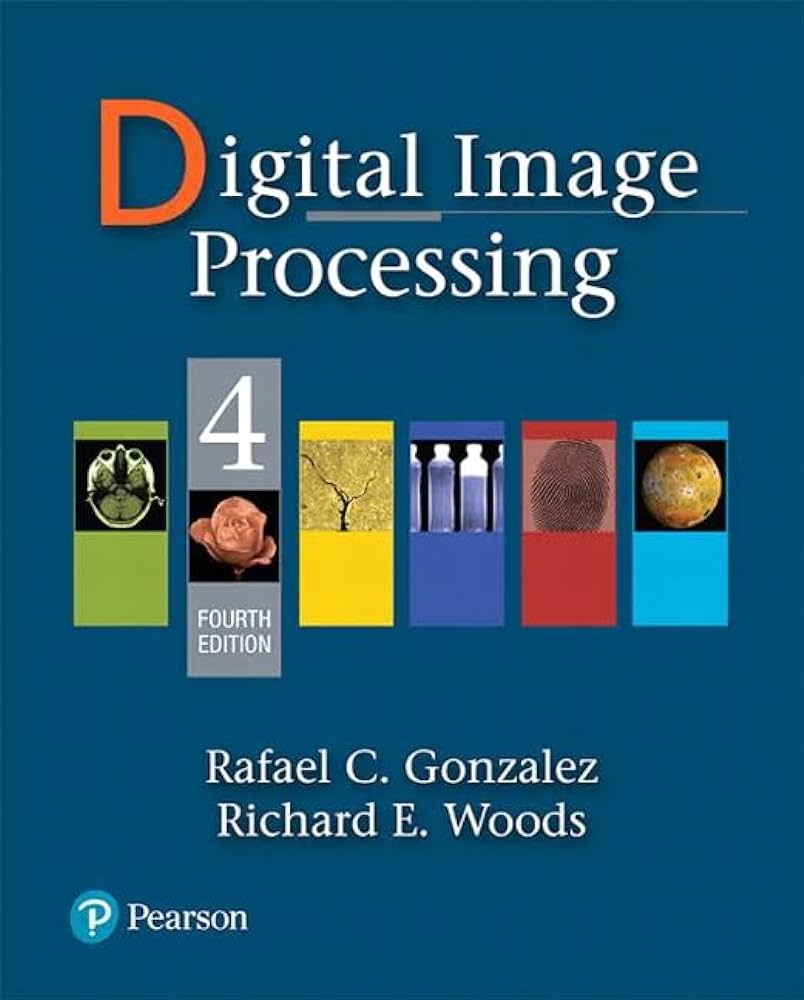 Digital Image
Processing
4
FOURTH
EDITION
Rafael C. Gonzalez
Richard E. Woods
Pearson